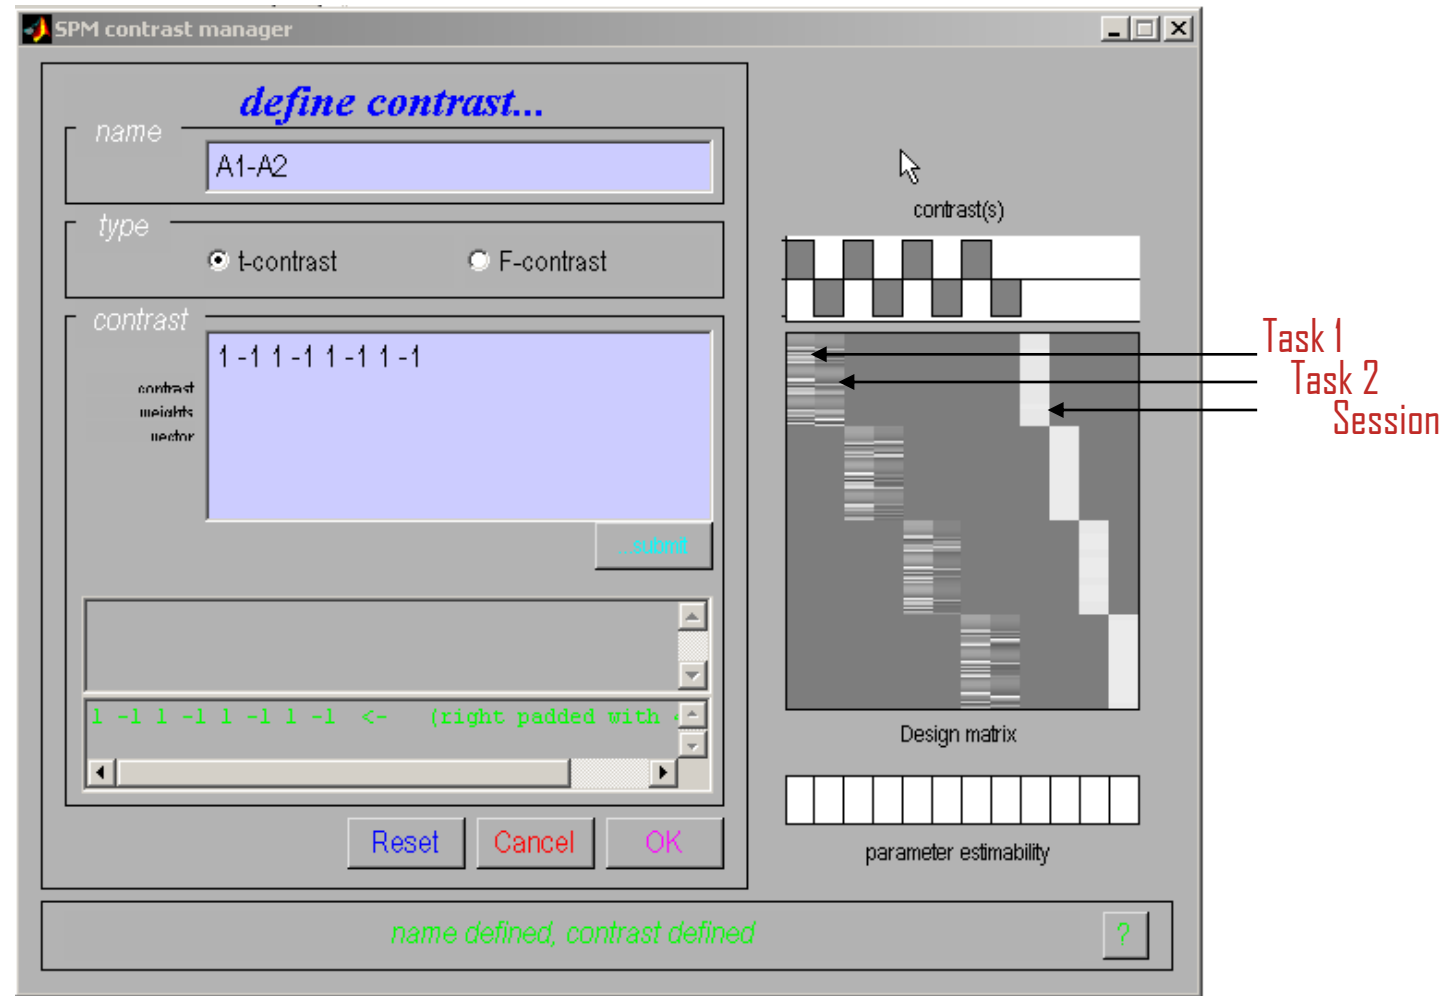 SPM contrast manager
define contrast...
name
A1-A2
type
t-contrast
F-contrast
contrast
1 -1 1 -1 1 -1 1 -1
contrast
weights
vector
...submit
1 -1 1 -1 1 -1 1 -1 <- (right padded with
Reset
Cancel
OK
name defined, contrast defined
?
contrast(s)
Design matrix
parameter estimability
Task 1
Task 2
Session